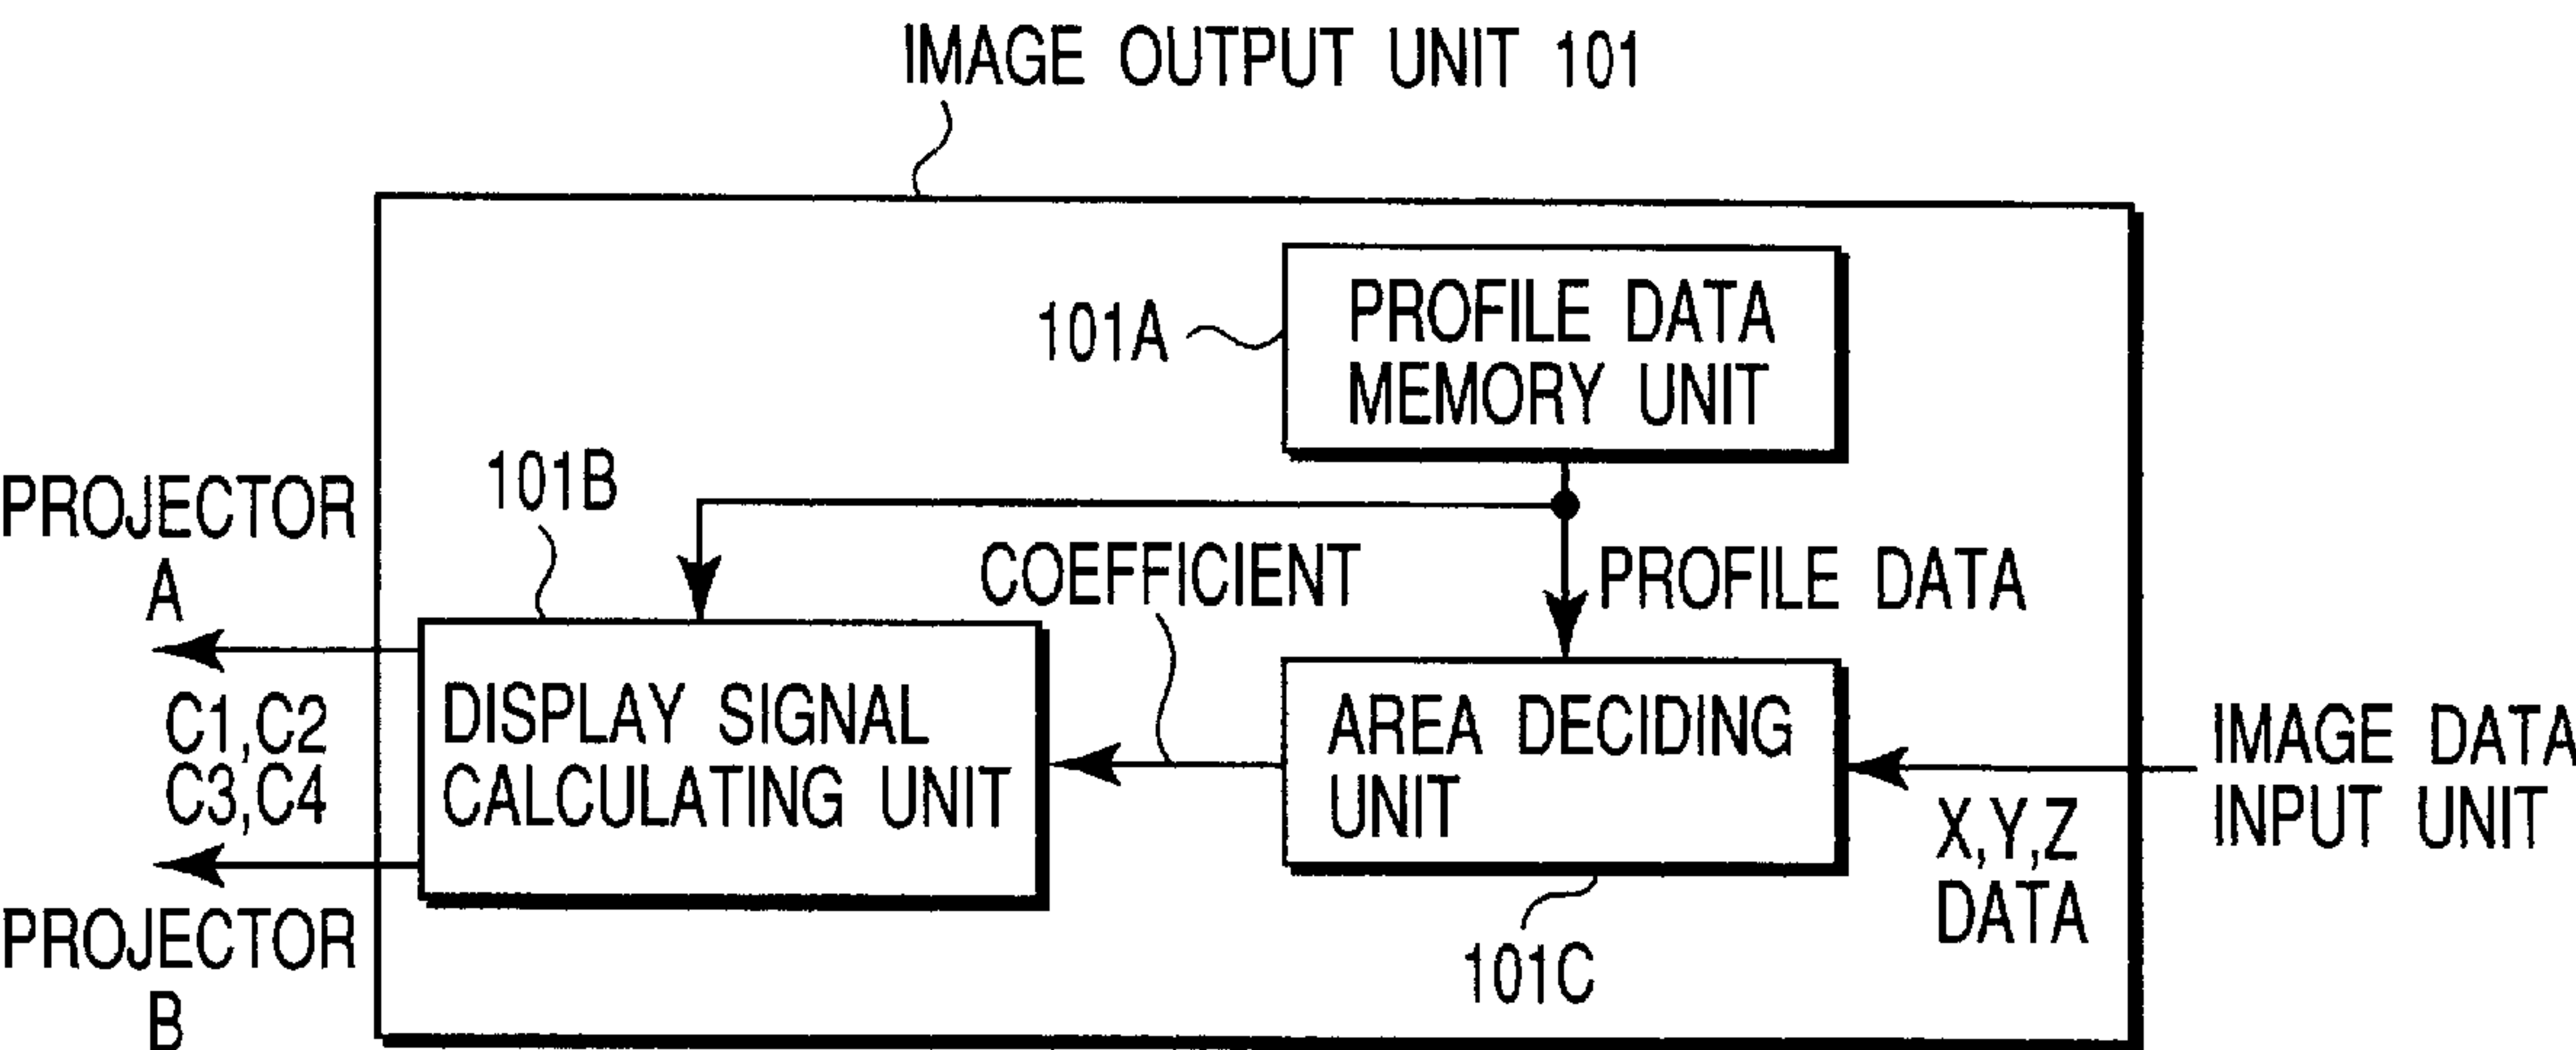 IMAGE OUTPUT UNIT 101
101A
PROFILE DATA
MEMORY UNIT
101B
PROJECTOR
A
COEFFICIENT
PROFILE DATA
C1,C2
C3,C4
DISPLAY SIGNAL
CALCULATING UNIT
AREA DECIDING
UNIT
X,Y,Z
DATA
IMAGE DATA
INPUT UNIT
PROJECTOR
B
101C